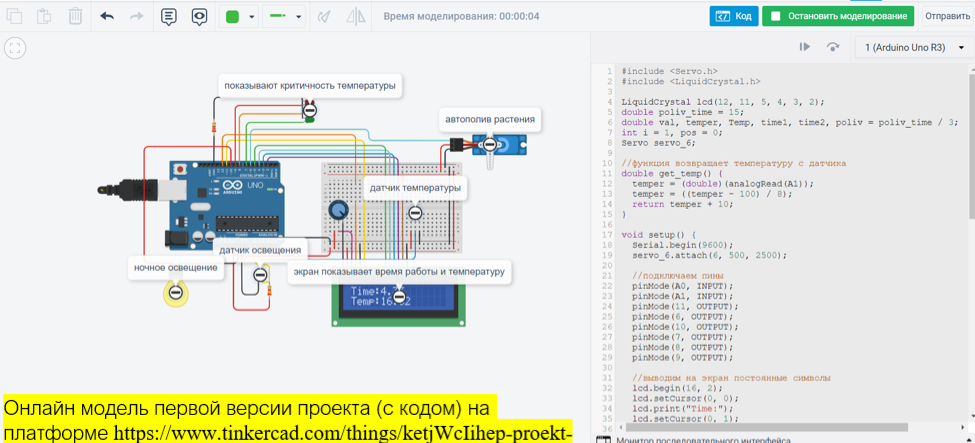 Время моделирования: 00:00:04
Код
Остановить моделирование
Отправить
1 (Arduino Uno R3)
показывают критичность температуры
автополив растения
датчик температуры
датчик освещения
ночное освещение
экран показывает время работы и температуру
UNO
ARDUINO
Time:4.
Temp:16.
1 #include <Servo.h>
2 #include <LiquidCrystal.h>
3
4 LiquidCrystal lcd(12, 11, 5, 4, 3, 2);
5 double poliv_time = 15;
6 double val, temper, Temp, time1, time2, poliv = poliv_time / 3;
7 int i = 1, pos = 0;
8 Servo servo_6;
9
10 //функция возвращает температуру с датчика
11 double get_temp() {
12 temper = (double)(analogRead(A1));
13 temper = ((temper - 100) / 8);
14 return temper + 10;
15 }
16
17 void setup() {
18 Serial.begin(9600);
19 servo_6.attach(6, 500, 2500);
20
21 //подключаем пины
22 pinMode(A0, INPUT);
23 pinMode(A1, INPUT);
24 pinMode(11, OUTPUT);
25 pinMode(6, OUTPUT);
26 pinMode(10, OUTPUT);
27 pinMode(7, OUTPUT);
28 pinMode(8, OUTPUT);
29 pinMode(9, OUTPUT);
30
31 //выводим на экран постоянные символы
32 lcd.begin(16, 2);
33 lcd.setCursor(0, 0);
34 lcd.print("Time:");
35 lcd.setCursor(0, 1);
36
Монитор последовательного интерфейса
Онлайн модель первой версии проекта (с кодом) на
платформе https://www.tinkercad.com/things/ketjWcIihep-proekt-